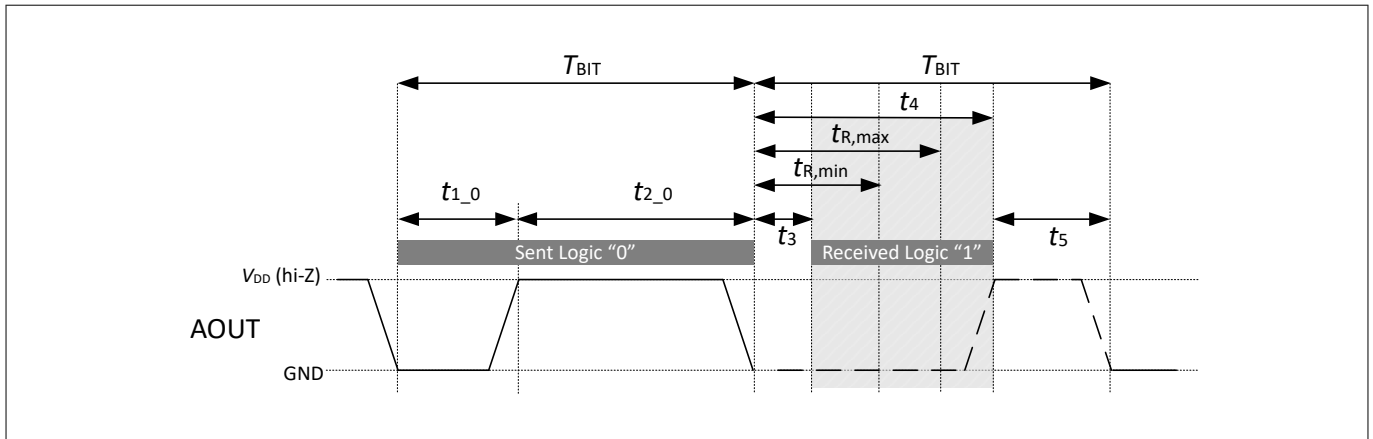 TBIT TBIT
t4
tR,max
tR,min
t1_0 t2_0 t3 t5
Sent Logic “0” Received Logic “1”
VDD (hi-Z)
AOUT
GND